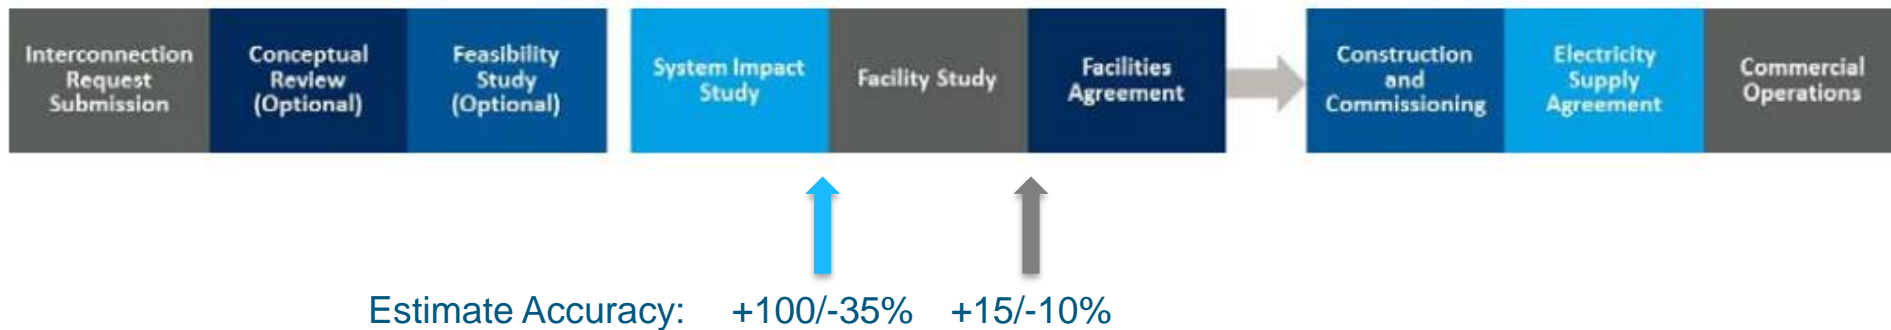 Interconnection
Request
Submission
Conceptual
Review
(Optional)
Feasibility
Study
(Optional)
System Impact
Study
Facility Study
Facilities
Agreement
Construction
and
Commissioning
Electricity
Supply
Agreement
Commercial
Operations
Estimate Accuracy: +100/-35% +15/-10%